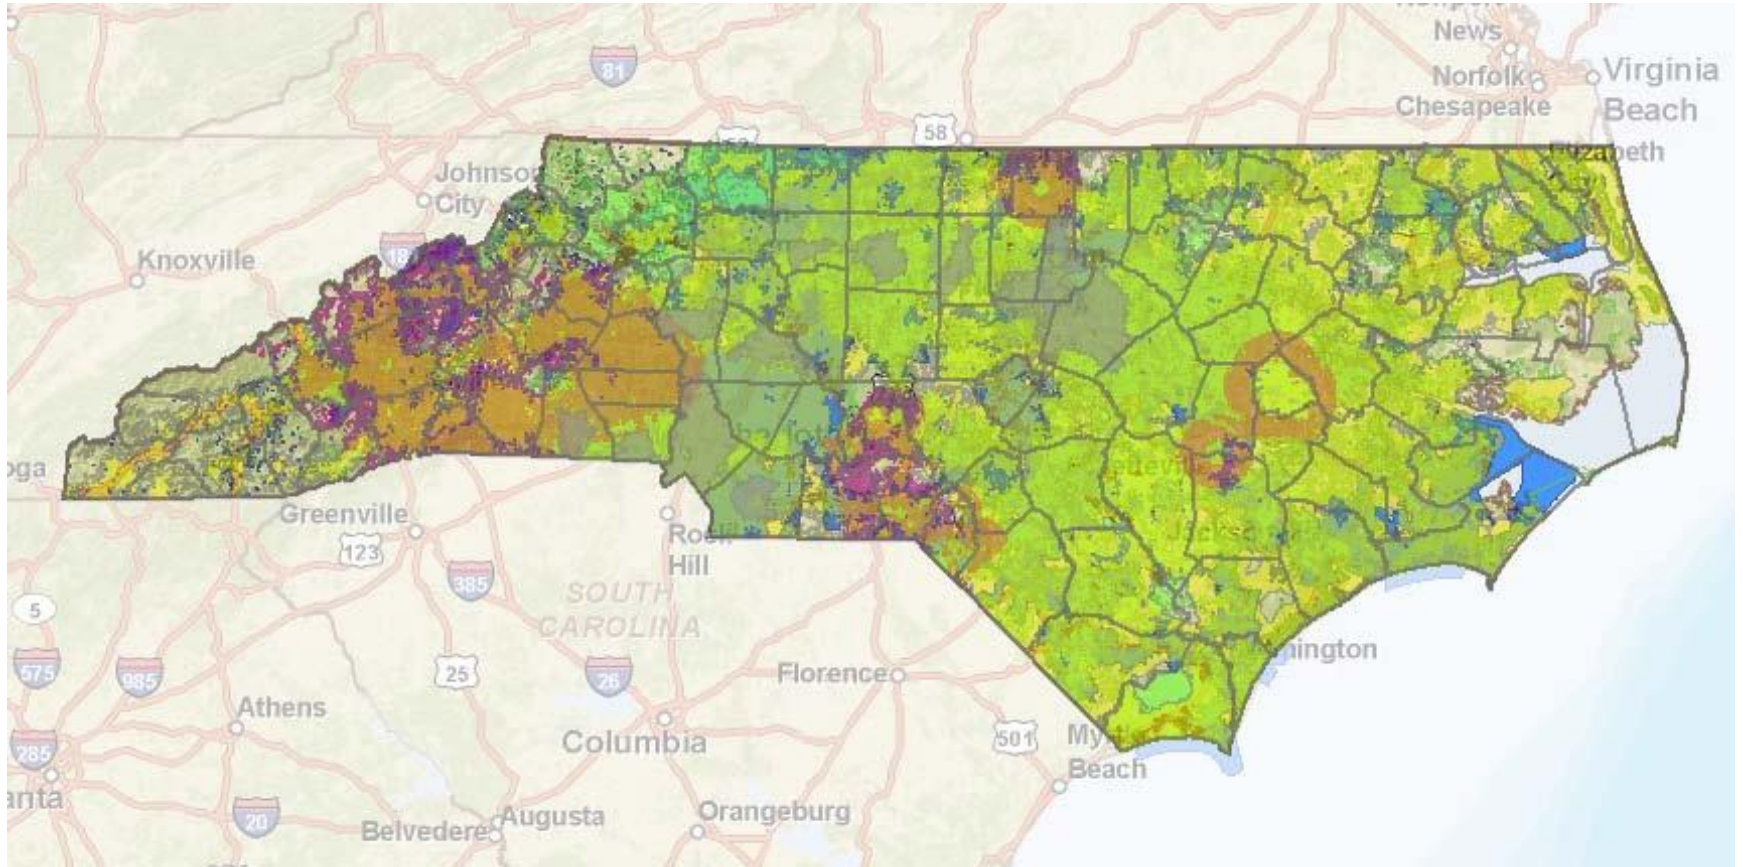 News
Norfolk
Chesapeake
Virginia
Beach
81
58
Johnson
City
Knoxville
Greenville
123
385
Rock
Hill
SOUTH
CAROLINA
5
575
985
25
26
Florence
Athens
285
Columbia
501
Beach
20
Augusta
Belvedere
Orangeburg